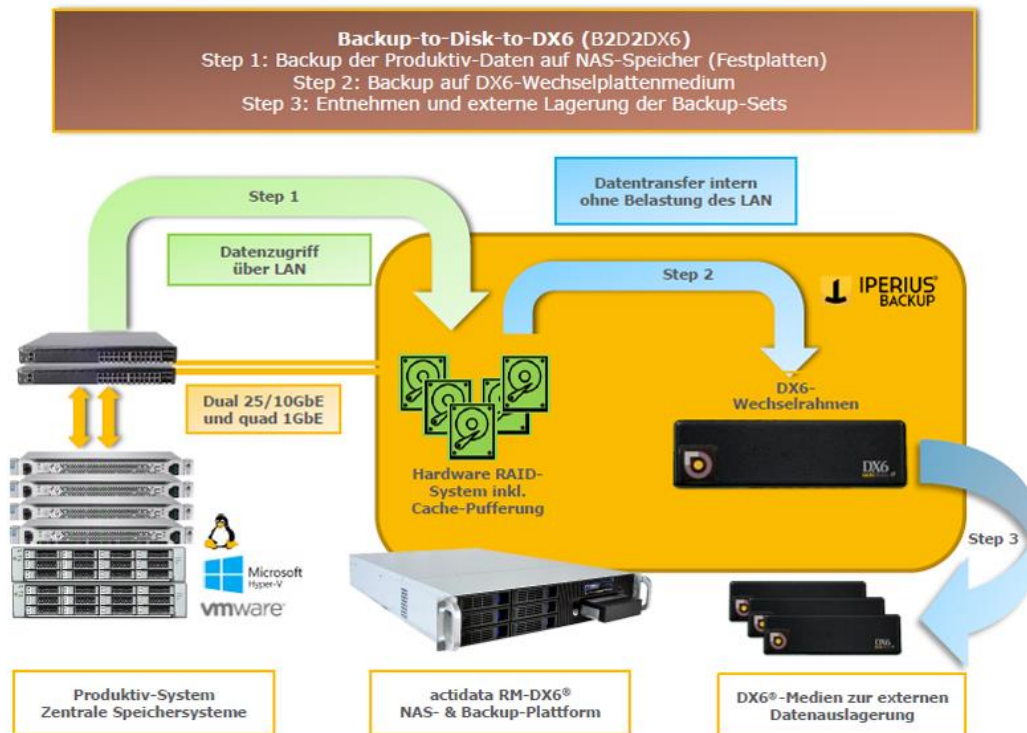 Backup-to-Disk-to-DX6 (B2D2DX6)
Step 1: Backup der Produktiv-Daten auf NAS-Speicher (Festplatten)
Step 2: Backup auf DX6-Wechselplattenmedium
Step 3: Entnehmen und externe Lagerung der Backup-Sets
Step 1
Datentransfer intern
ohne Belastung des LAN
Datenzugriff
über LAN
Step 2
IPERIUS®
BACKUP
Dual 25/10GbE
und quad 1GbE
DX6-
Wechselrahmen
Hardware RAID-
System inkl.
Cache-Pufferung
DX6
Step 3
Microsoft
Hyper-V
vmware
DX6
Produktiv-System
Zentrale Speichersysteme
actidata RM-DX6®
NAS- & Backup-Plattform
DX6®-Medien zur externen
Datenauslagerung